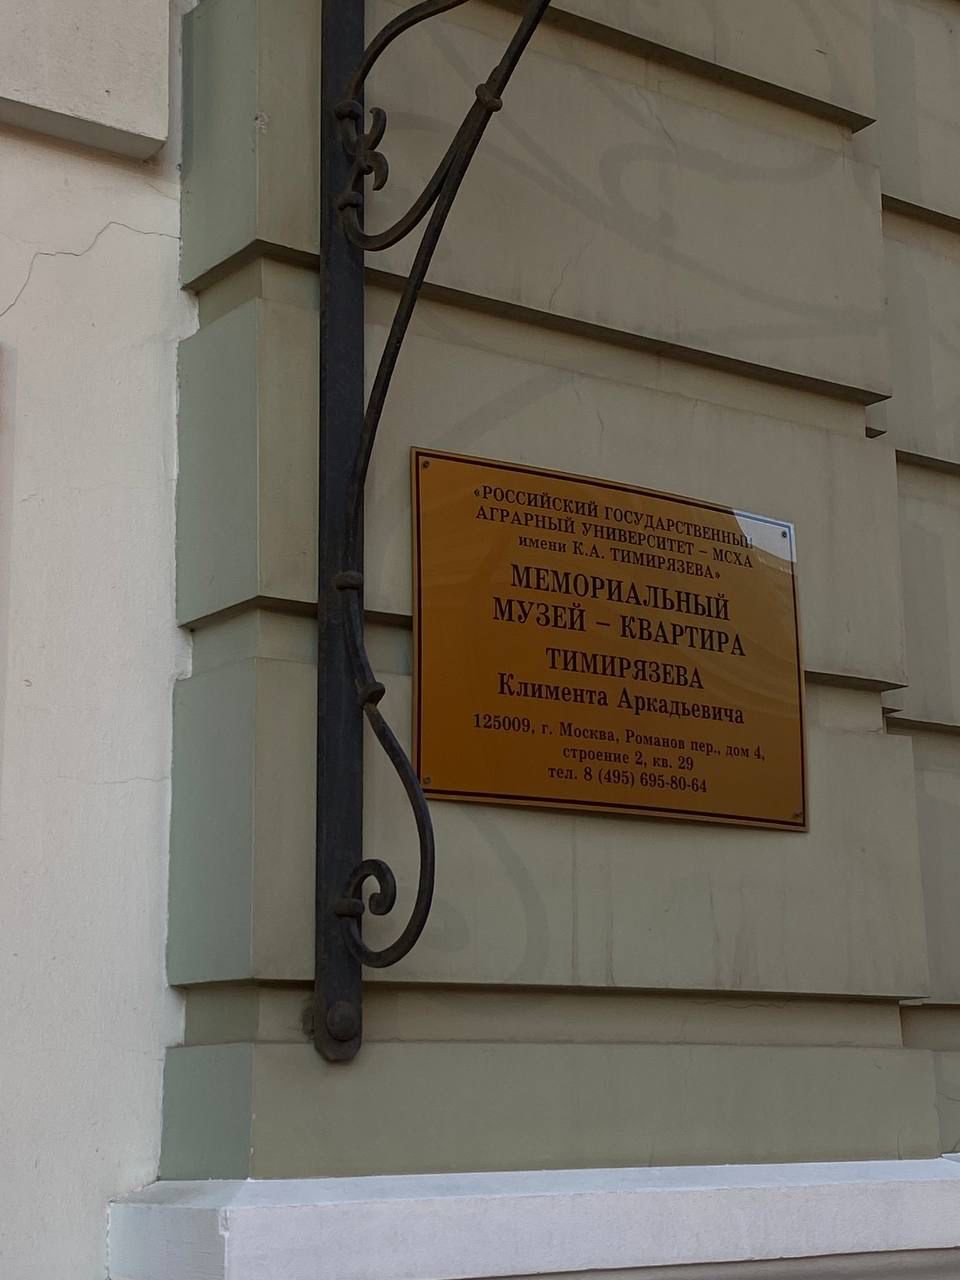 «РОССИЙСКИЙ ГОСУДАРСТВЕННЫЙ
АГРАРНЫЙ УНИВЕРСИТЕТ – МСХА
имени К.А. ТИМИРЯЗЕВА»
МЕМОРИАЛЬНЫЙ
МУЗЕЙ – КВАРТИРА
ТИМИРЯЗЕВА
Климента Аркадьевича
125009, г. Москва, Романов пер., дом 4,
строение 2, кв. 29
тел. 8 (495) 695-80-64